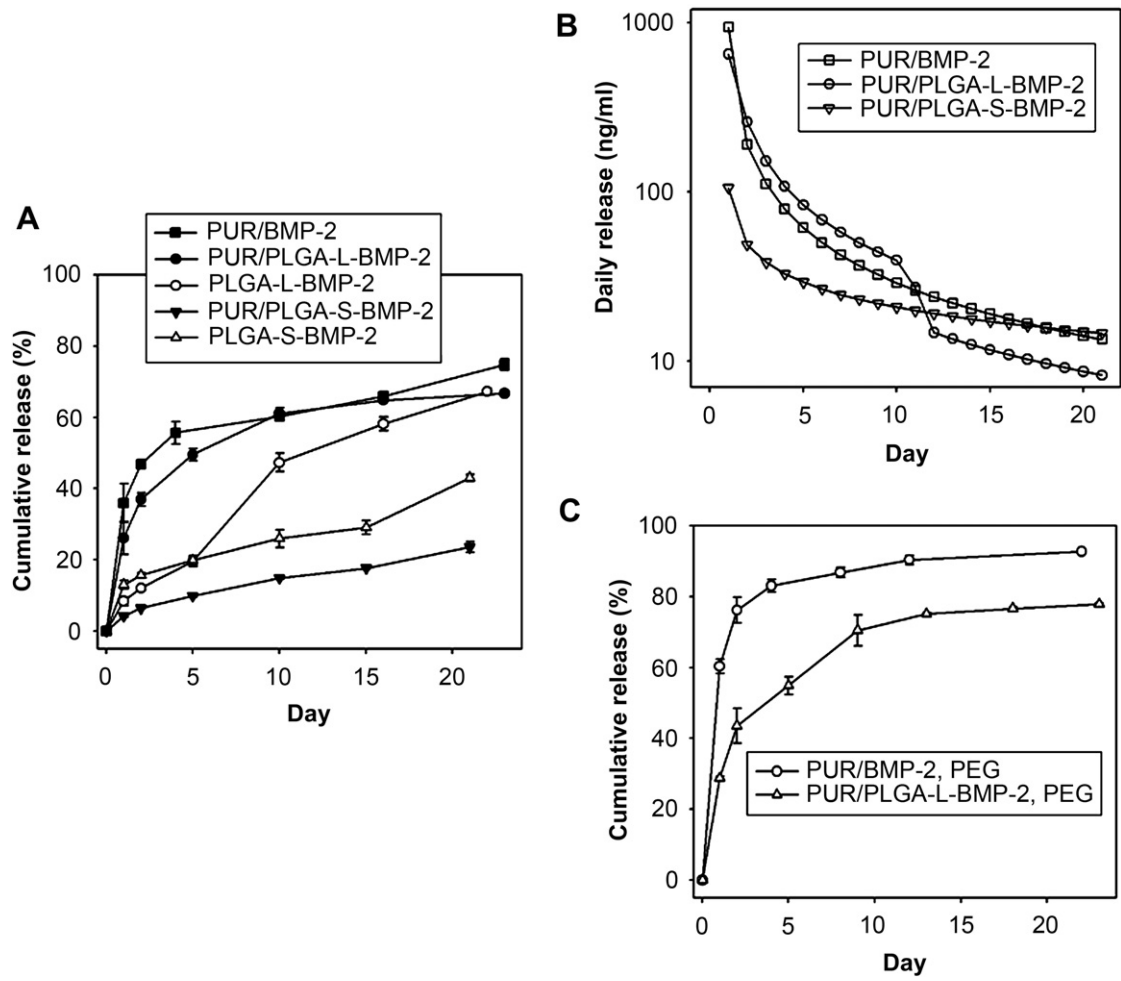 A
PUR/BMP-2
PUR/PLGA-L-BMP-2
PLGA-L-BMP-2
PUR/PLGA-S-BMP-2
PLGA-S-BMP-2
100
80
60
40
20
0
Cumulative release (%)
0 5 10 15 20
Day
B
PUR/BMP-2
PUR/PLGA-L-BMP-2
PUR/PLGA-S-BMP-2
1000
100
10
Daily release (ng/ml)
0 5 10 15 20
Day
C
100
80
60
40
20
0
Cumulative release (%)
PUR/BMP-2, PEG
PUR/PLGA-L-BMP-2, PEG
0 5 10 15 20
Day